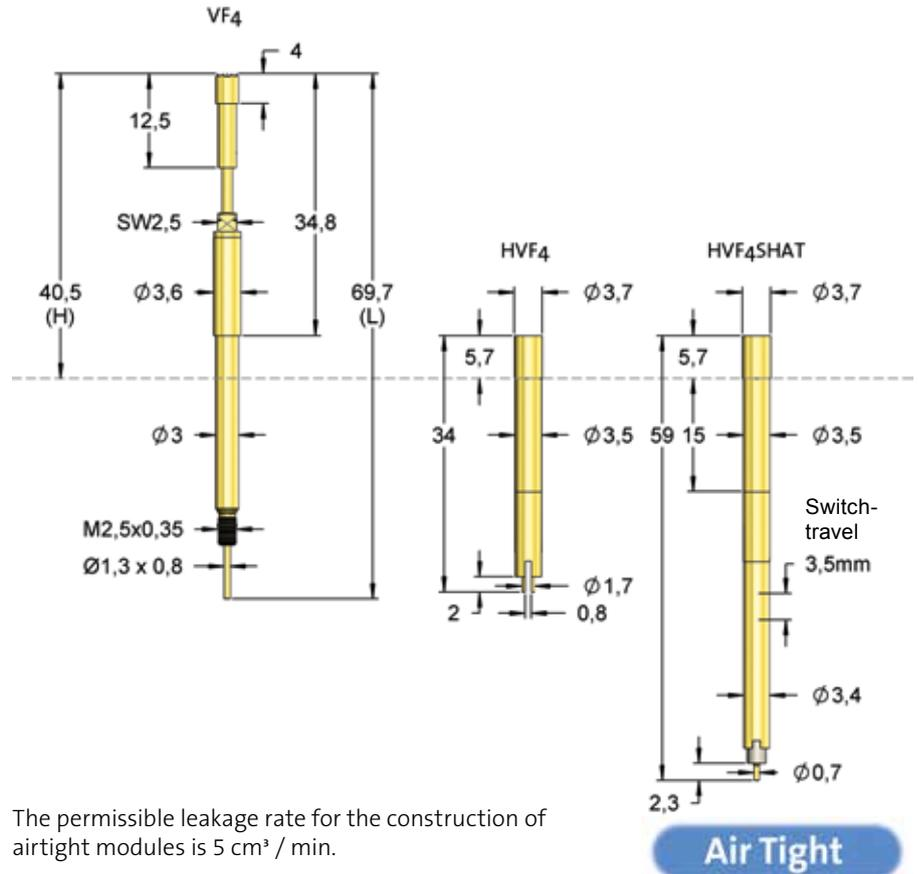 VF4
4
12,5
SW2,5
34,8
40,5
(H)
Ø3,6
69,7
(L)
Ø3
M2,5x0,35
Ø1,3 x 0,8
HVF4
Ø3,7
5,7
34
Ø3,5
Ø1,7
2
0,8
HVF4SHAT
Ø3,7
5,7
59
15
Ø3,5
Switch-
travel
3,5mm
Ø3,4
Ø0,7
2,3
The permissible leakage rate for the construction of
airtight modules is 5 cm³ / min.
Air Tight